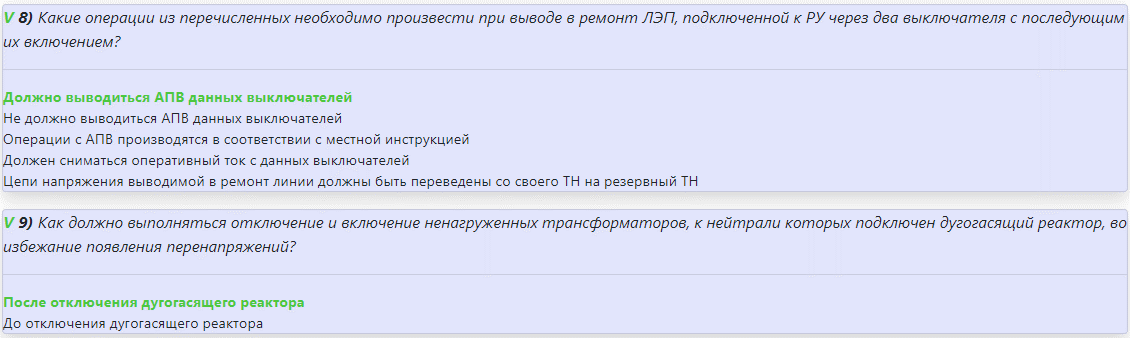 V 8) Какие операции из перечисленных необходимо произвести при выводе в ремонт ЛЭП, подключенной к РУ через два выключателя с последующим
их включением?
Должно выводиться АПВ данных выключателей
Не должно выводиться АПВ данных выключателей
Операции с АПВ производятся в соответствии с местной инструкцией
Должен сниматься оперативный ток с данных выключателей
Цепи напряжения выводимой в ремонт линии должны быть переведены со своего ТН на резервный ТН
V 9) Как должно выполняться отключение и включение ненагруженных трансформаторов, к нейтрали которых подключен дугогасящий реактор, во
избежание появления перенапряжений?
После отключения дугогасящего реактора
До отключения дугогасящего реактора